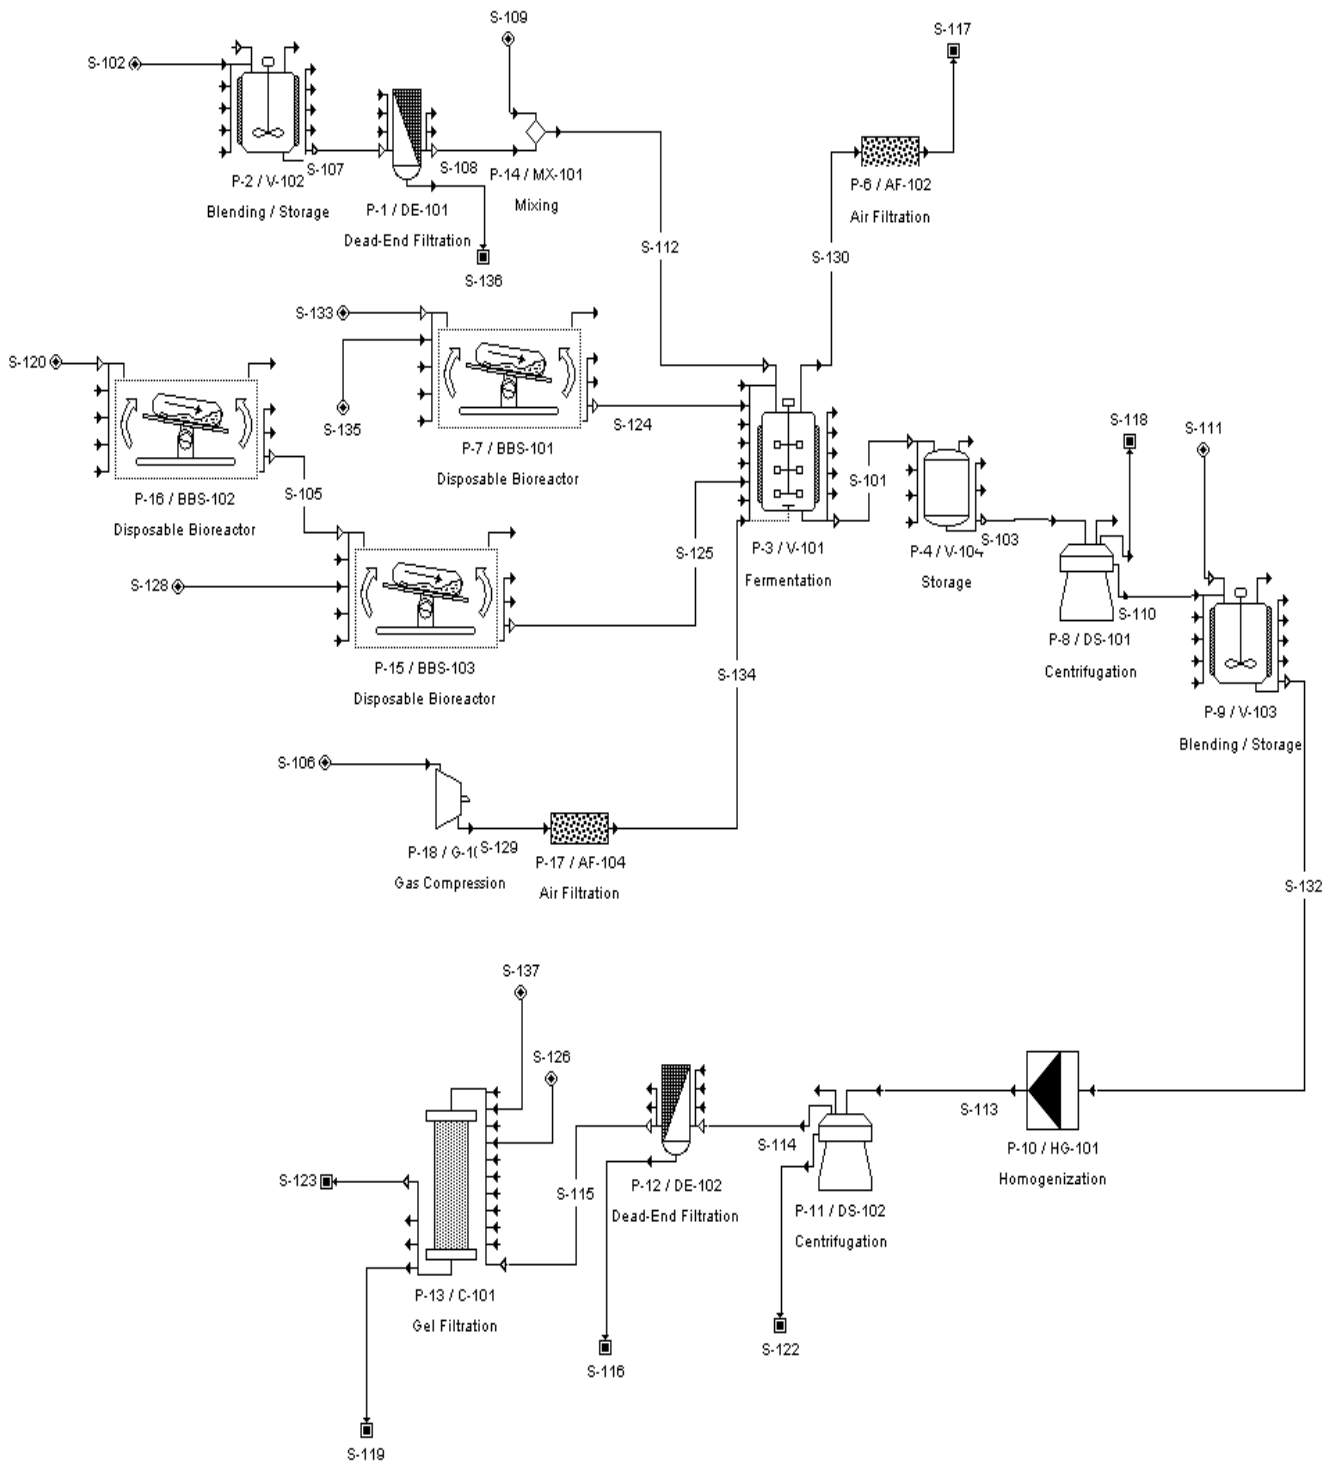 S-109
S-117
S-102
S-107
S-108
P-2 / V-102
Blending / Storage
P-1 / DE-101
Dead-End Filtration
P-14 / MX-101
Mixing
P-6 / AF-102
Air Filtration
S-136
S-112
S-130
S-133
S-120
S-135
S-124
P-7 / BBS-101
Disposable Bioreactor
P-16 / BBS-102
Disposable Bioreactor
S-105
S-118
S-111
S-101
S-103
P-3 / V-101
Fermentation
P-4 / V-104
Storage
S-125
S-128
S-110
P-8 / DS-101
Centrifugation
P-15 / BBS-103
Disposable Bioreactor
S-134
P-9 / V-103
Blending / Storage
S-106
P-18 / G-10
S-129
Gas Compression
P-17 / AF-104
Air Filtration
S-132
S-137
S-126
S-113
P-10 / HG-101
Homogenization
S-114
S-123
S-115
P-12 / DE-102
Dead-End Filtration
P-11 / DS-102
Centrifugation
P-13 / C-101
Gel Filtration
S-122
S-116
S-119